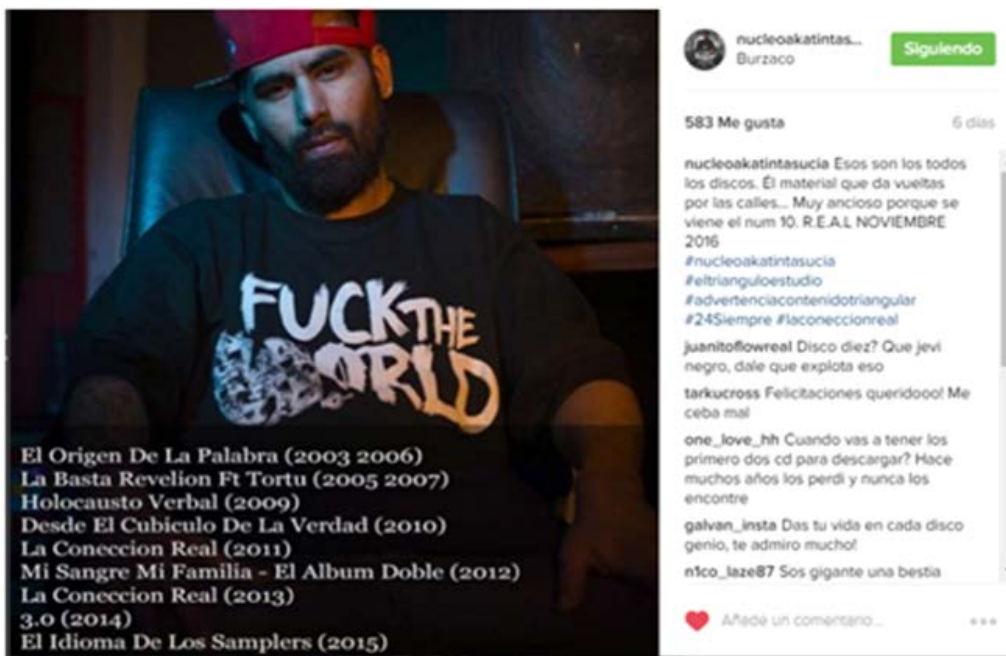 FUCK THE
WORLD
El Origen De La Palabra (2003 2006)
La Basta Revelion Ft Tortu (2005 2007)
Holocausto Verbal (2009)
Desde El Cubiculo De La Verdad (2010)
La Coneccion Real (2011)
Mi Sangre Mi Familia - El Album Doble (2012)
La Coneccion Real (2013)
3.0 (2014)
El Idioma De Los Samplers (2015)
nucleoakatintas...
Burzaco
Siguiendo
583 Me gusta
6 días
nucleoakatintasucia Esos son los todos
los discos. Él material que da vueltas
por las calles... Muy ancioso porque se
viene el num 10. R.E.A.L NOVIEMBRE
2016
#nucleoakatintasucia
#eltrianguloestudio
#advertenciacontenidotriangular
#24Siempre #laconeccionreal
juanitoflowreal Disco diez? Que jevi
negro, dale que explota eso
tarkucross Felicitaciones queridooo! Me
ceba mal
one_love_hh Cuando vas a tener los
primero dos cd para descargar? Hace
muchos años los perdi y nunca los
encontre
galvan_insta Das tu vida en cada disco
genio, te admiro mucho!
n1co_laze87 Sos gigante una bestia
Añade un comentario...